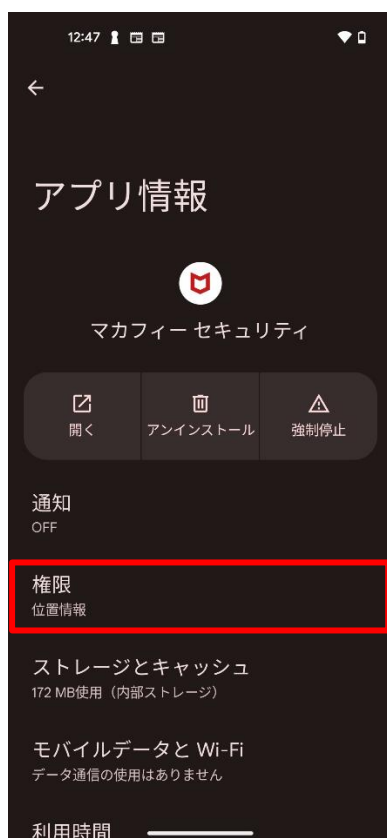 12:47
アプリ情報
マカフィー セキュリティ
開く
アンインストール
強制停止
通知
OFF
権限
位置情報
ストレージとキャッシュ
172 MB使用（内部ストレージ）
モバイルデータと Wi-Fi
データ通信の使用はありません
利用時間